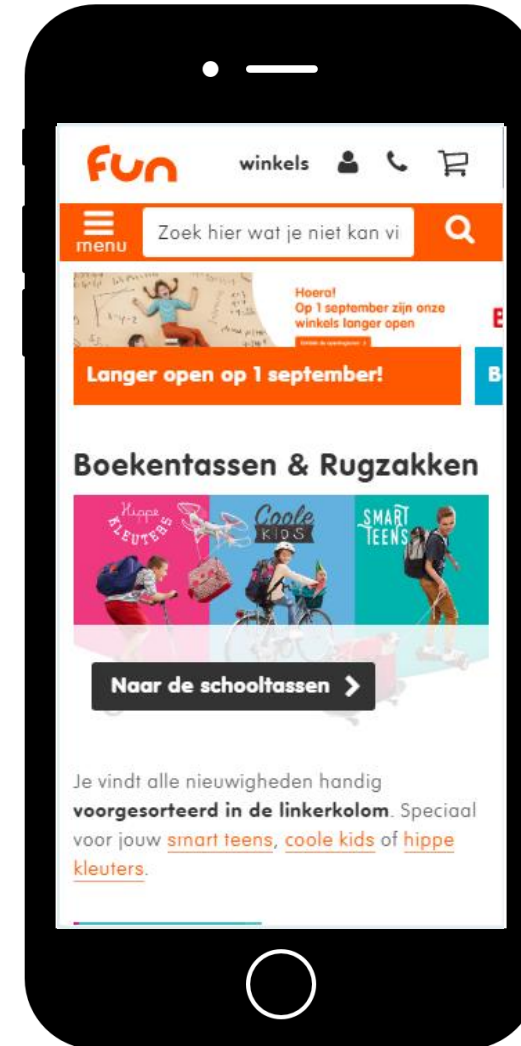 fun
winkels
menu
Zoek hier wat je niet kan vi
Hoera!
Op 1 september zijn onze
winkels langer open
Langer open op 1 september!
Boekentassen & Rugzakken
Hippe
KLEUTERS
Coole
KIDS
SMART
TEENS
Naar de schooltassen
Je vindt alle nieuwigheden handig
voorgesorteerd in de linkerkolom. Speciaal
voor jouw smart teens, coole kids of hippe
kleuters.